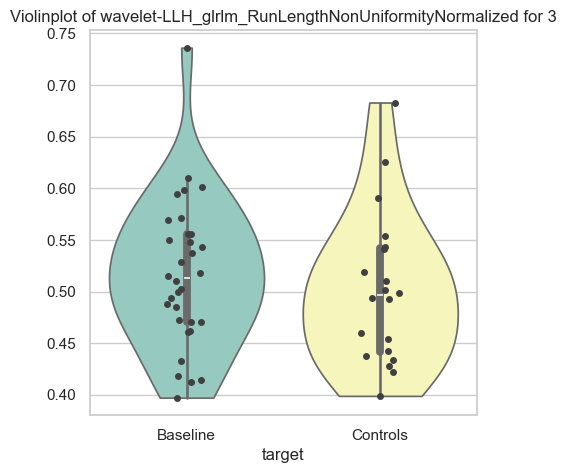 Violinplot of wavelet-LLH_glrlm_RunLengthNonUniformityNormalized for 3
0.75
0.70
0.65
0.60
0.55
0.50
0.45
0.40
Baseline
Controls
target